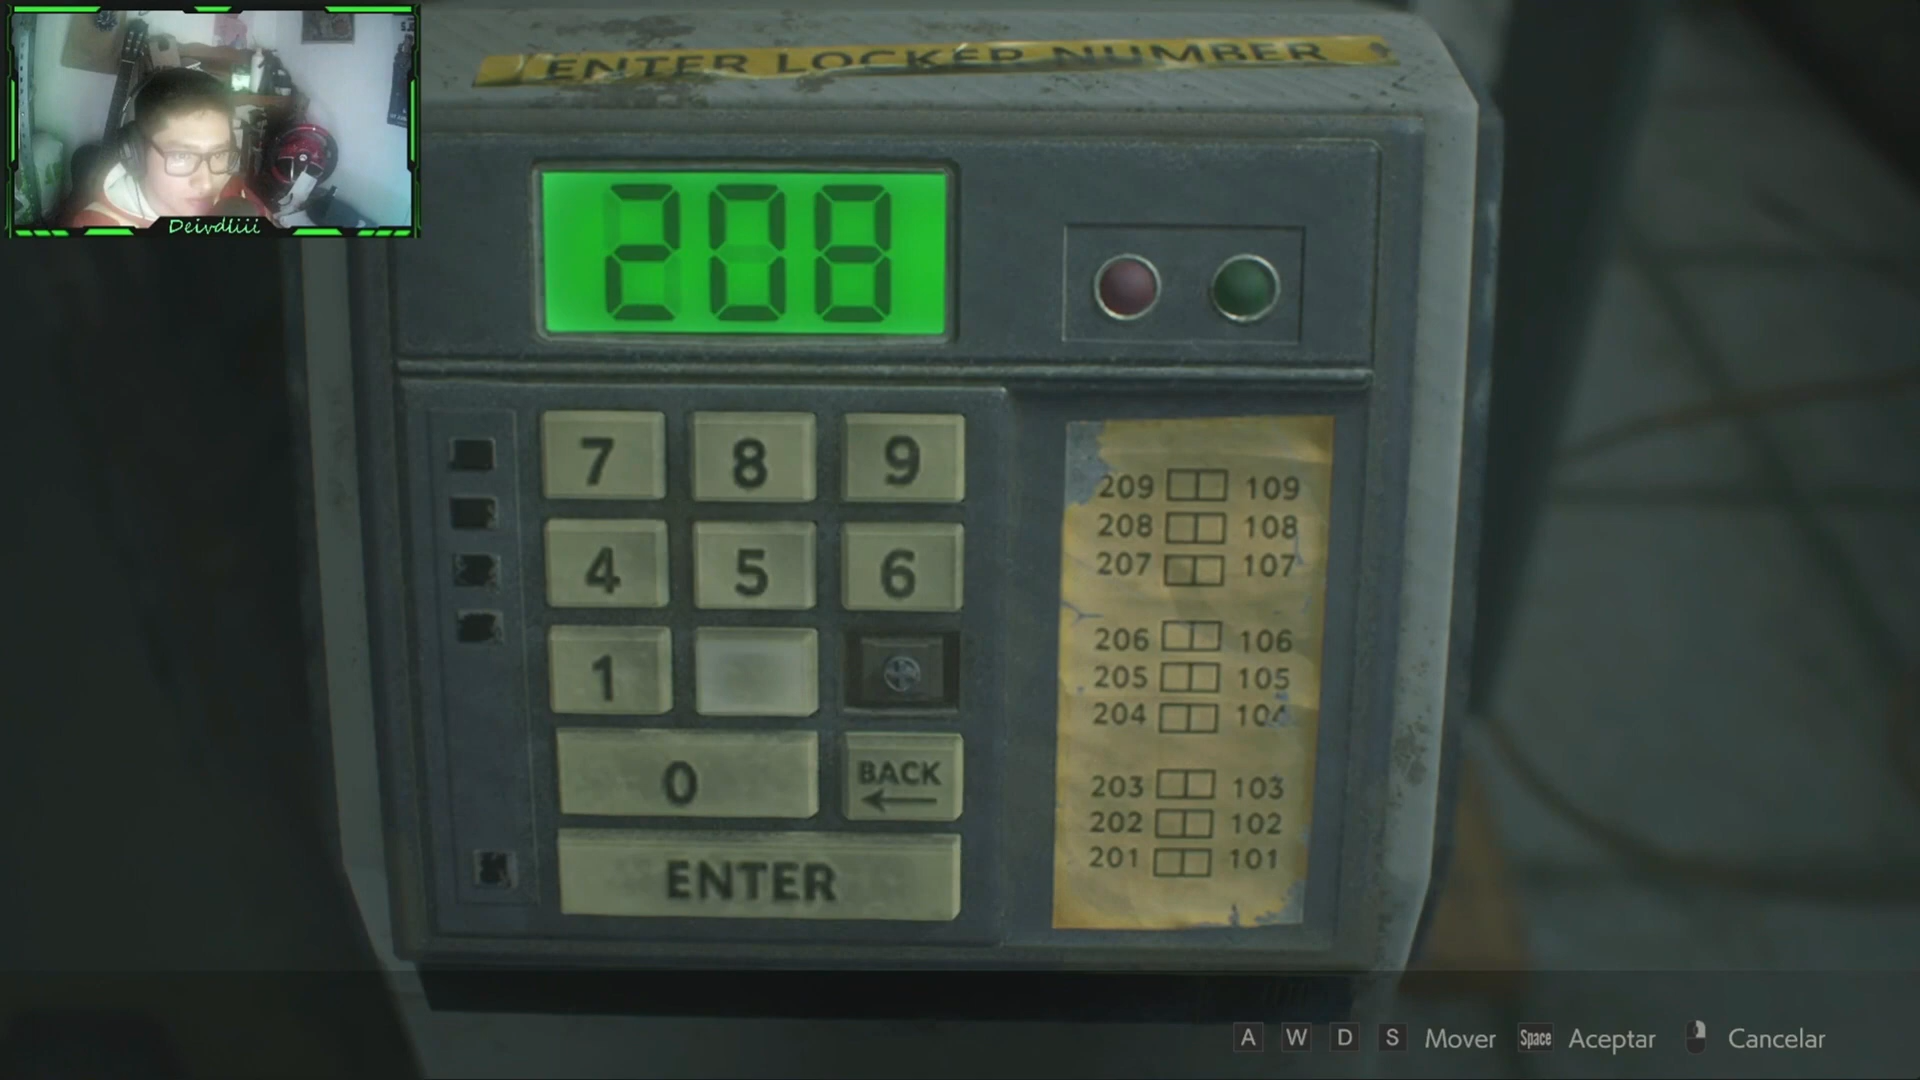 Deivdliii
ENTER LOCKER NUMBER
208
7 8 9
4 5 6
1
0 BACK
ENTER
209 109
208 108
207 107
206 106
205 105
204 104
203 103
202 102
201 101
A W D S Mover Space Aceptar Cancelar